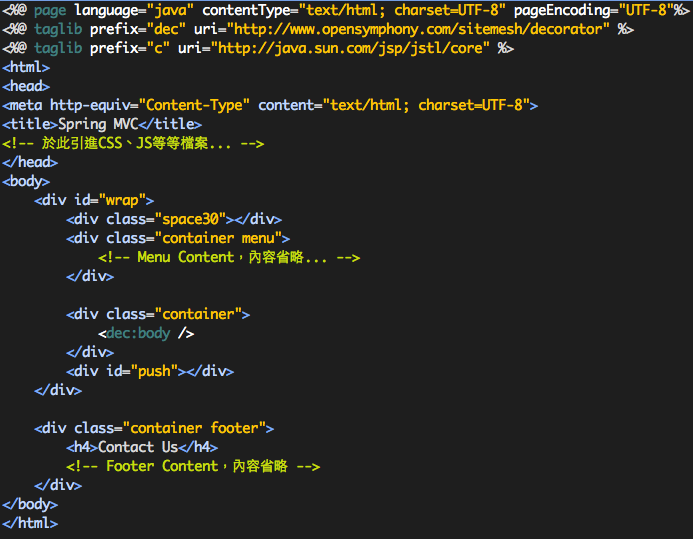 <%@ page language="java" contentType="text/html; charset=UTF-8" pageEncoding="UTF-8"%>
<%@ taglib prefix="dec" uri="http://www.opensymphony.com/sitemesh/decorator" %>
<%@ taglib prefix="c" uri="http://java.sun.com/jsp/jstl/core" %>
<html>
<head>
<meta http-equiv="Content-Type" content="text/html; charset=UTF-8">
<title>Spring MVC</title>
<!-- 於此引進CSS、JS等等檔案... -->
</head>
<body>
    <div id="wrap">
        <div class="space30"></div>
        <div class="container menu">
            <!-- Menu Content，內容省略... -->
        </div>

        <div class="container">
            <dec:body />
        </div>
        <div id="push"></div>
    </div>

    <div class="container footer">
        <h4>Contact Us</h4>
        <!-- Footer Content，內容省略 -->
    </div>
</body>
</html>